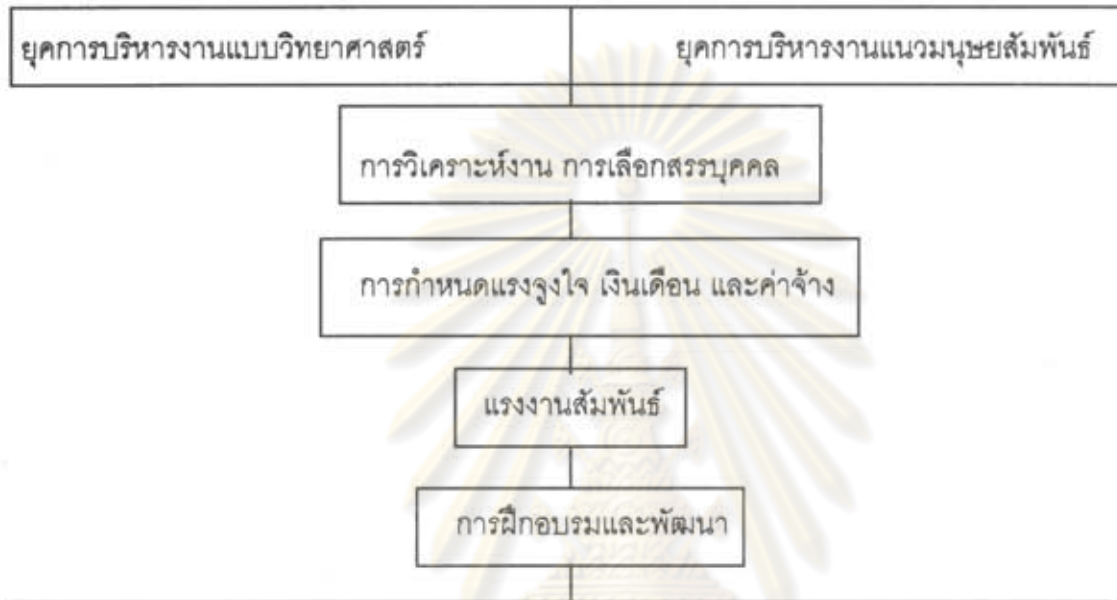 ยุคการบริหารงานแบบวิทยาศาสตร์
ยุคการบริหารงานแนวมนุษยสัมพันธ์
การวิเคราะห์งาน การเลือกสรรบุคคล
การกำหนดแรงจูงใจ เงินเดือน และค่าจ้าง
แรงงานสัมพันธ์
การฝึกอบรมและพัฒนา